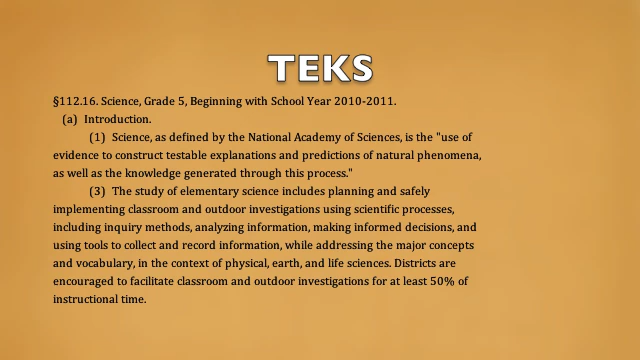 TEKS
§112.16. Science, Grade 5, Beginning with School Year 2010-2011.
(a) Introduction.
(1) Science, as defined by the National Academy of Sciences, is the "use of
evidence to construct testable explanations and predictions of natural phenomena,
as well as the knowledge generated through this process."
(3) The study of elementary science includes planning and safely
implementing classroom and outdoor investigations using scientific processes,
including inquiry methods, analyzing information, making informed decisions, and
using tools to collect and record information, while addressing the major concepts
and vocabulary, in the context of physical, earth, and life sciences. Districts are
encouraged to facilitate classroom and outdoor investigations for at least 50% of
instructional time.